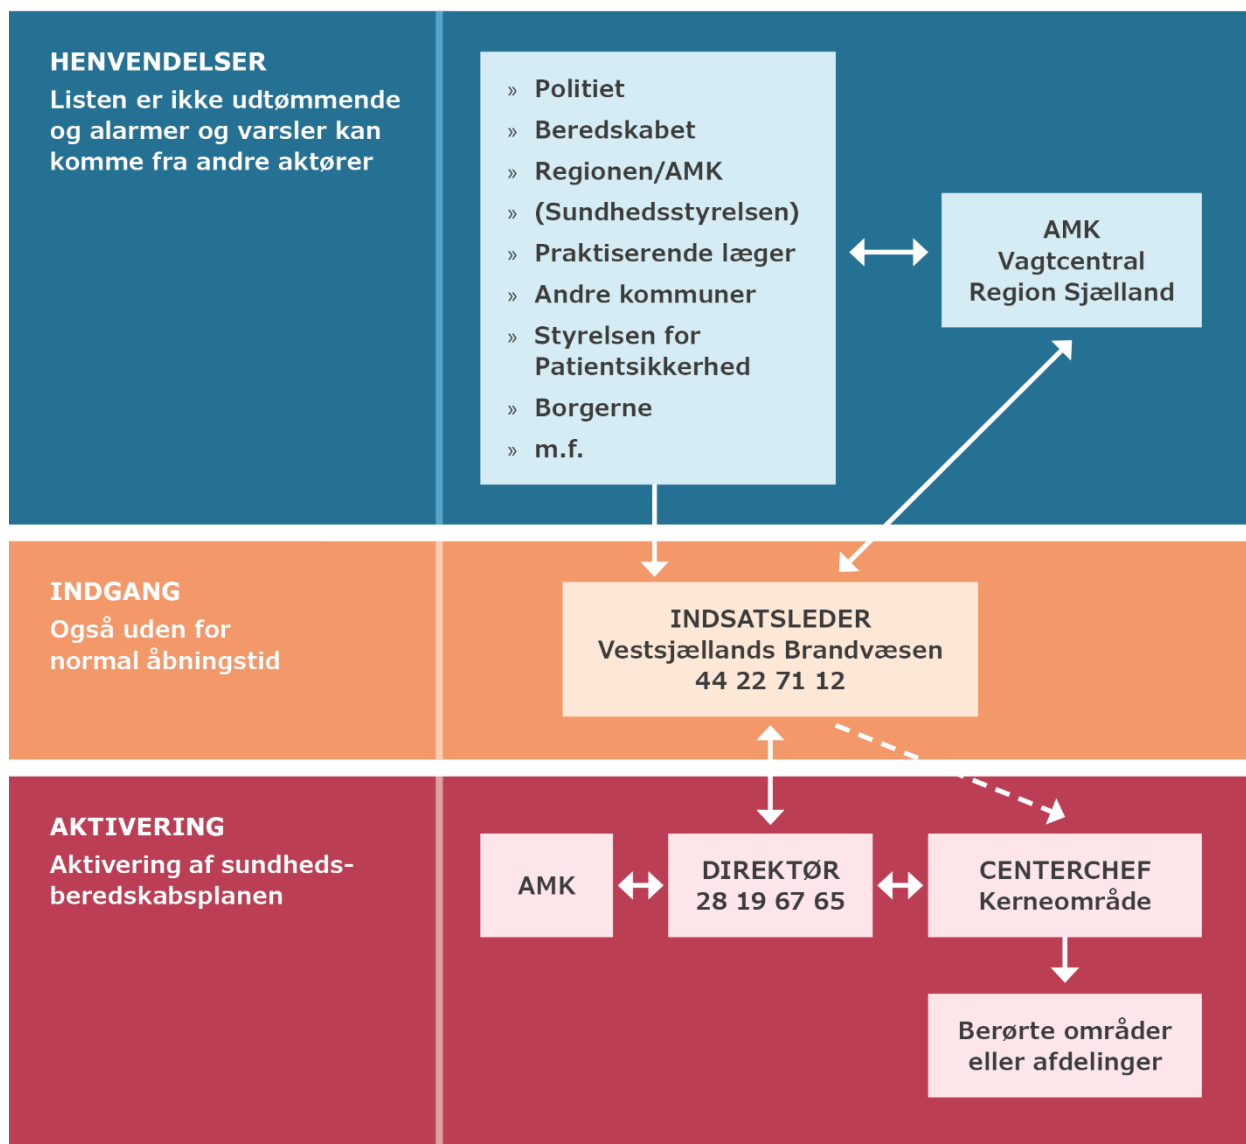 HENVENDELSER
Listen er ikke udtømmende
og alarmer og varsler kan
komme fra andre aktører
» Politiet
» Beredskabet
» Regionen/AMK
» (Sundhedsstyrelsen)
» Praktiserende læger
» Andre kommuner
» Styrelsen for
Patientsikkerhed
» Borgerne
» m.f.
AMK
Vagtcentral
Region Sjælland
INDGANG
Også uden for
normal åbningstid
INDSATSLEDER
Vestsjællands Brandvæsen
44 22 71 12
AKTIVERING
Aktivering af sundheds-
beredskabsplanen
AMK
DIREKTØR
28 19 67 65
CENTERCHEF
Kerneområde
Berørte områder
eller afdelinger